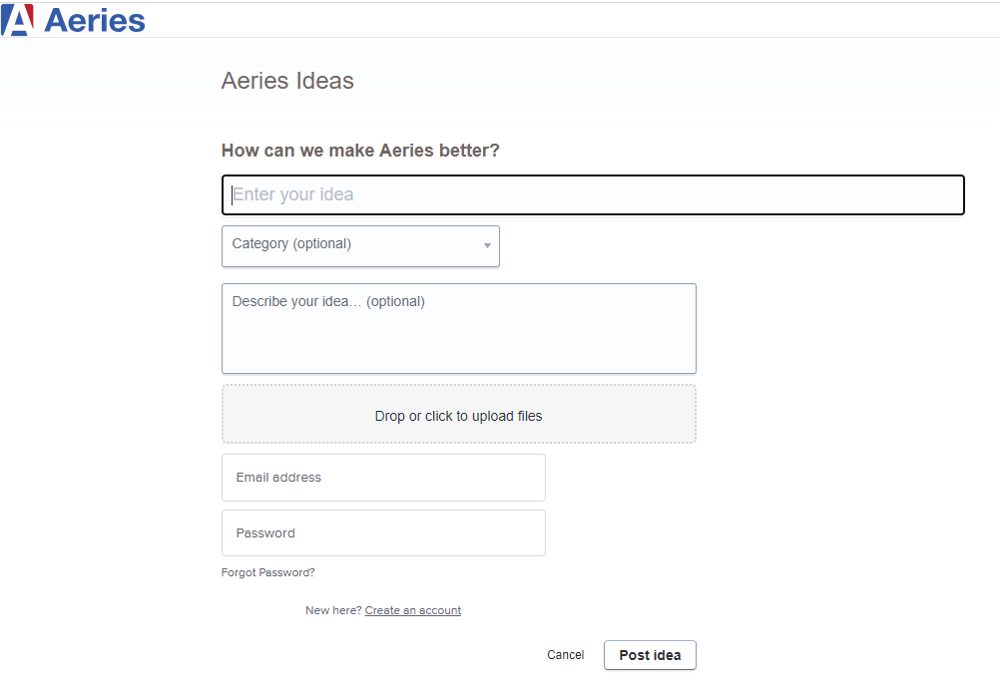 Aeries
Aeries Ideas
How can we make Aeries better?
Enter your idea
Category (optional)
Describe your idea… (optional)
Drop or click to upload files
Email address
Password
Forgot Password?
New here? Create an account
Cancel Post idea